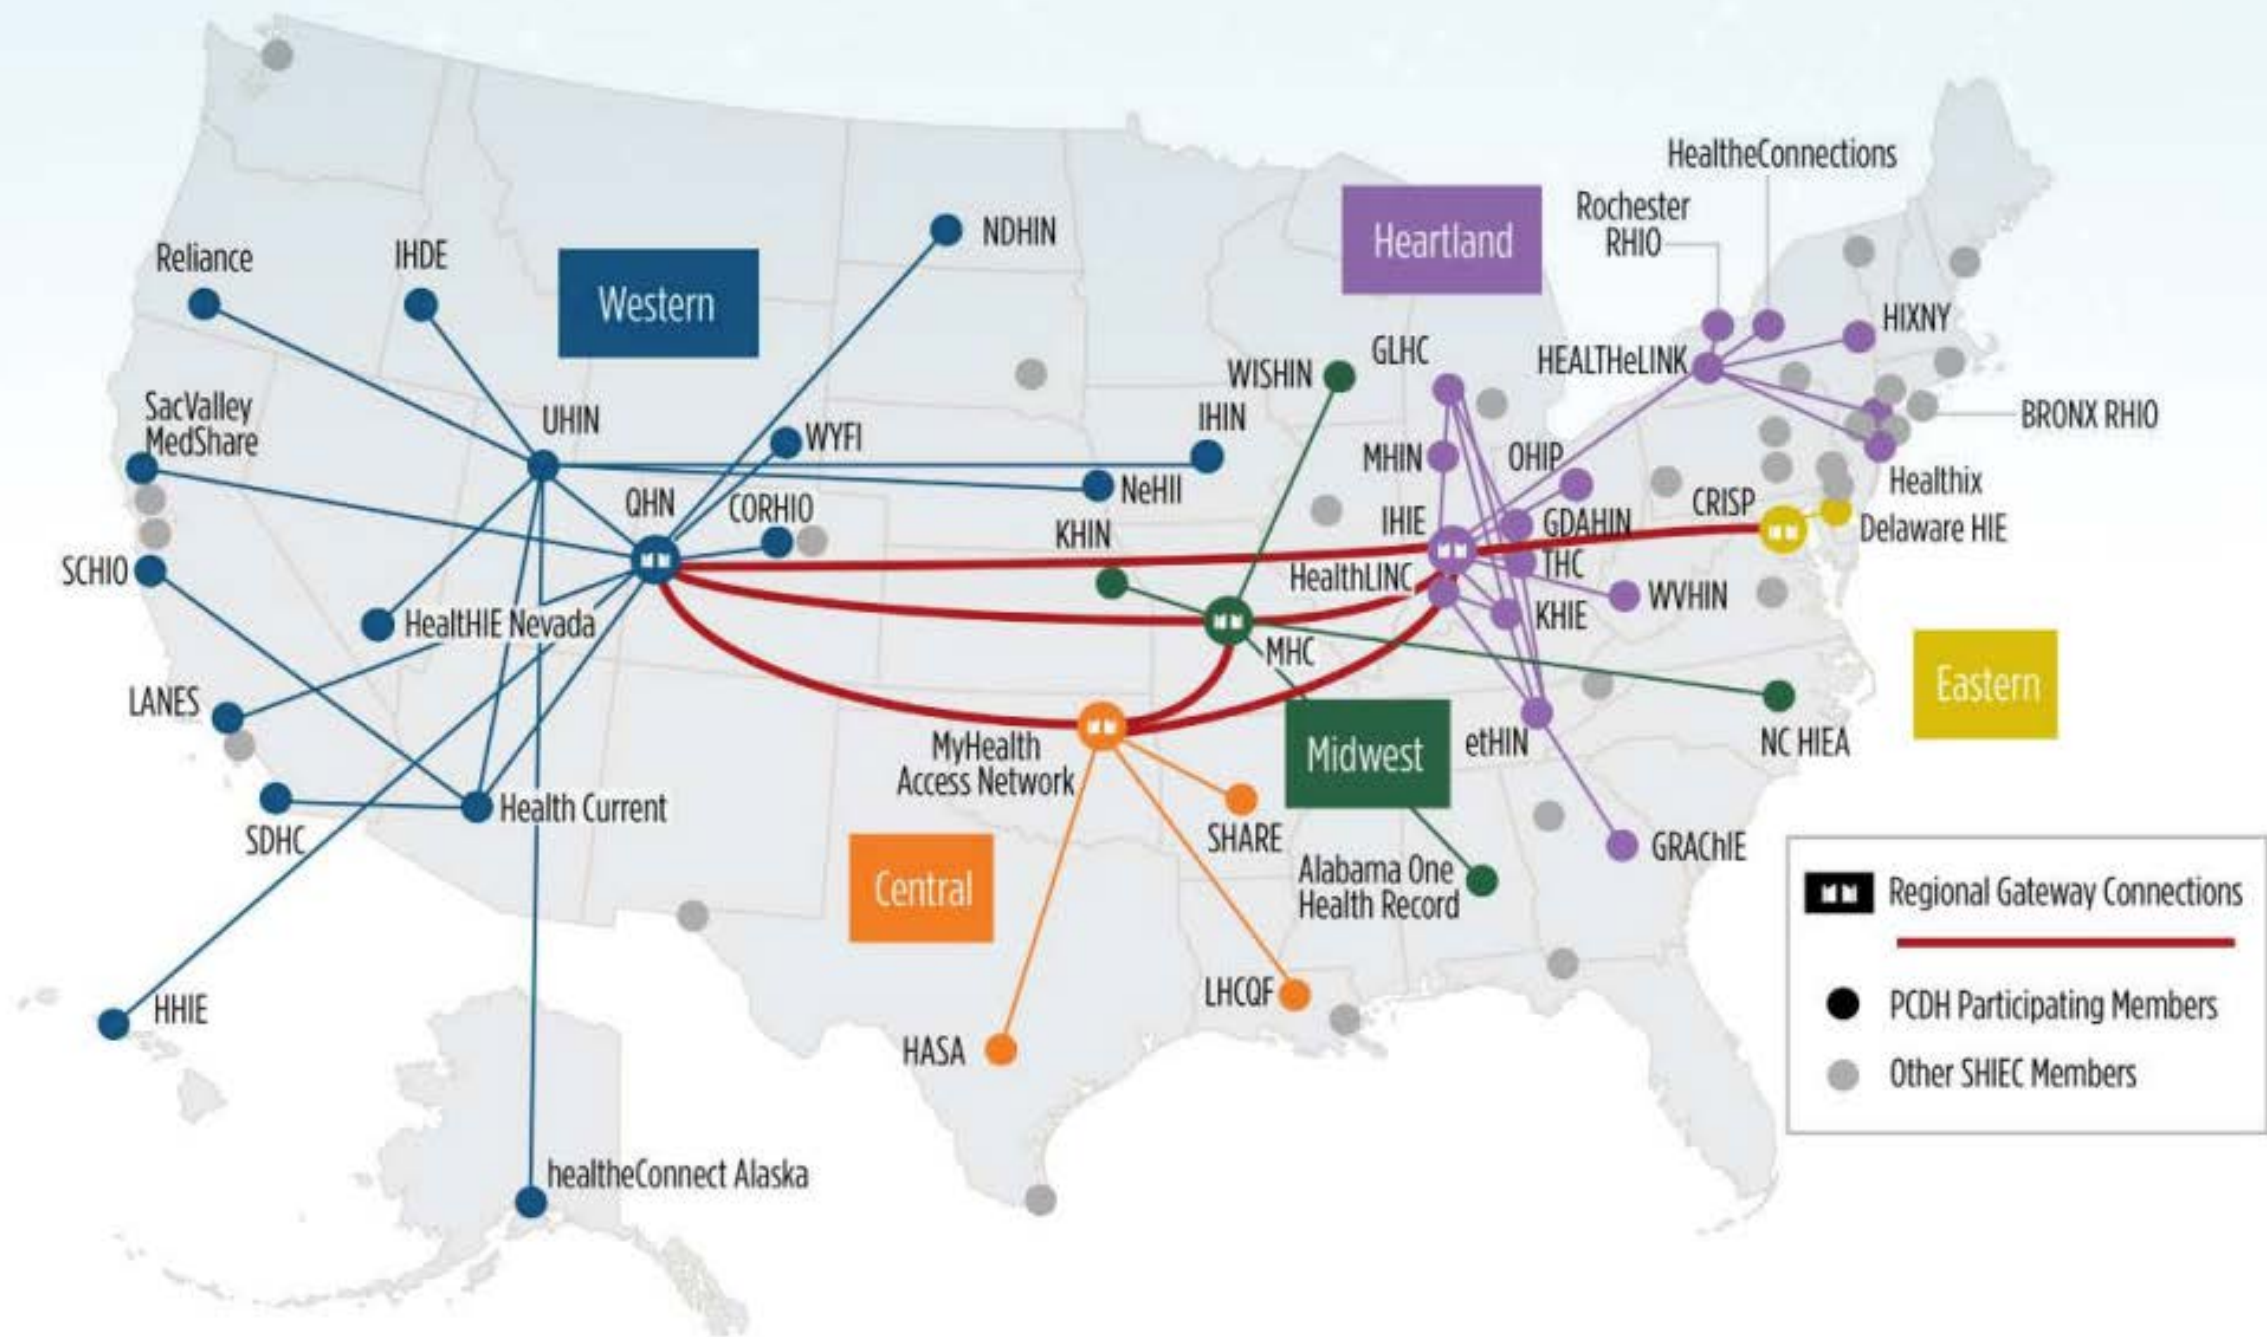 HealtheConnections
Rochester
RHIO
Heartland
NDHIN
Reliance
IHDE
Western
HIXNY
GLHC
HEALTHeLINK
WISHIN
SacValley
MedShare
UHIN
IHIN
BRONX RHIO
WYFI
MHIN
OHIP
NeHII
Healthix
QHN
CORHIO
CRISP
KHIN
IHIE
GDAHIN
Delaware HIE
SCHIO
HealthLINC
THC
WVHIN
HealtHIE Nevada
KHIE
MHC
Eastern
LANES
MyHealth
Access Network
Midwest
etHIN
NC HIEA
Health Current
SDHC
SHARE
GRAChIE
Central
Alabama One
Health Record
Regional Gateway Connections
LHCQF
HHIE
PCDH Participating Members
HASA
Other SHIEC Members
healtheConnect Alaska